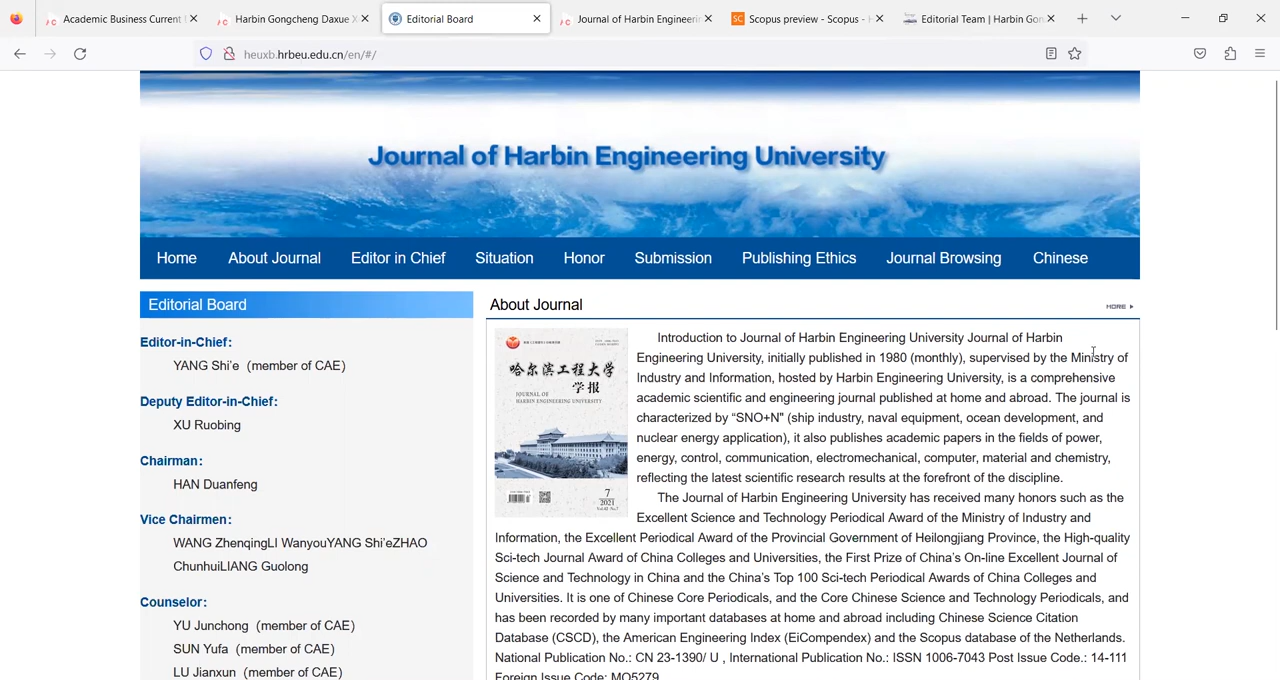 Academic Business Current
Harbin Gongcheng Daxue X
Editorial Board
Journal of Harbin Engineeri
Scopus preview - Scopus -
Editorial Team | Harbin Gon
heuxb.hrbeu.edu.cn/en/#/
Journal of Harbin Engineering University
Home About Journal Editor in Chief Situation Honor Submission Publishing Ethics Journal Browsing Chinese
Editorial Board
Editor-in-Chief:
YANG Shi'e (member of CAE)
Deputy Editor-in-Chief:
XU Ruobing
Chairman:
HAN Duanfeng
Vice Chairmen:
WANG ZhenqingLI WanyouYANG Shi'eZHAO
ChunhuiLIANG Guolong
Counselor:
YU Junchong (member of CAE)
SUN Yufa (member of CAE)
LU Jianxun (member of CAE)
About Journal
MORE
哈尔滨工程大学
学报
JOURNAL OF
HARBIN ENGINEERING UNIVERSITY
7
2021
Introduction to Journal of Harbin Engineering University Journal of Harbin
Engineering University, initially published in 1980 (monthly), supervised by the Ministry of
Industry and Information, hosted by Harbin Engineering University, is a comprehensive
academic scientific and engineering journal published at home and abroad. The journal is
characterized by “SNO+N" (ship industry, naval equipment, ocean development, and
nuclear energy application), it also publishes academic papers in the fields of power,
energy, control, communication, electromechanical, computer, material and chemistry,
reflecting the latest scientific research results at the forefront of the discipline.
The Journal of Harbin Engineering University has received many honors such as the
Excellent Science and Technology Periodical Award of the Ministry of Industry and
Information, the Excellent Periodical Award of the Provincial Government of Heilongjiang Province, the High-quality
Sci-tech Journal Award of China Colleges and Universities, the First Prize of China's On-line Excellent Journal of
Science and Technology in China and the China's Top 100 Sci-tech Periodical Awards of China Colleges and
Universities. It is one of Chinese Core Periodicals, and the Core Chinese Science and Technology Periodicals, and
has been recorded by many important databases at home and abroad including Chinese Science Citation
Database (CSCD), the American Engineering Index (EiCompendex) and the Scopus database of the Netherlands.
National Publication No.: CN 23-1390/ U , International Publication No.: ISSN 1006-7043 Post Issue Code.: 14-111
Foreign Issue Code: MO5279